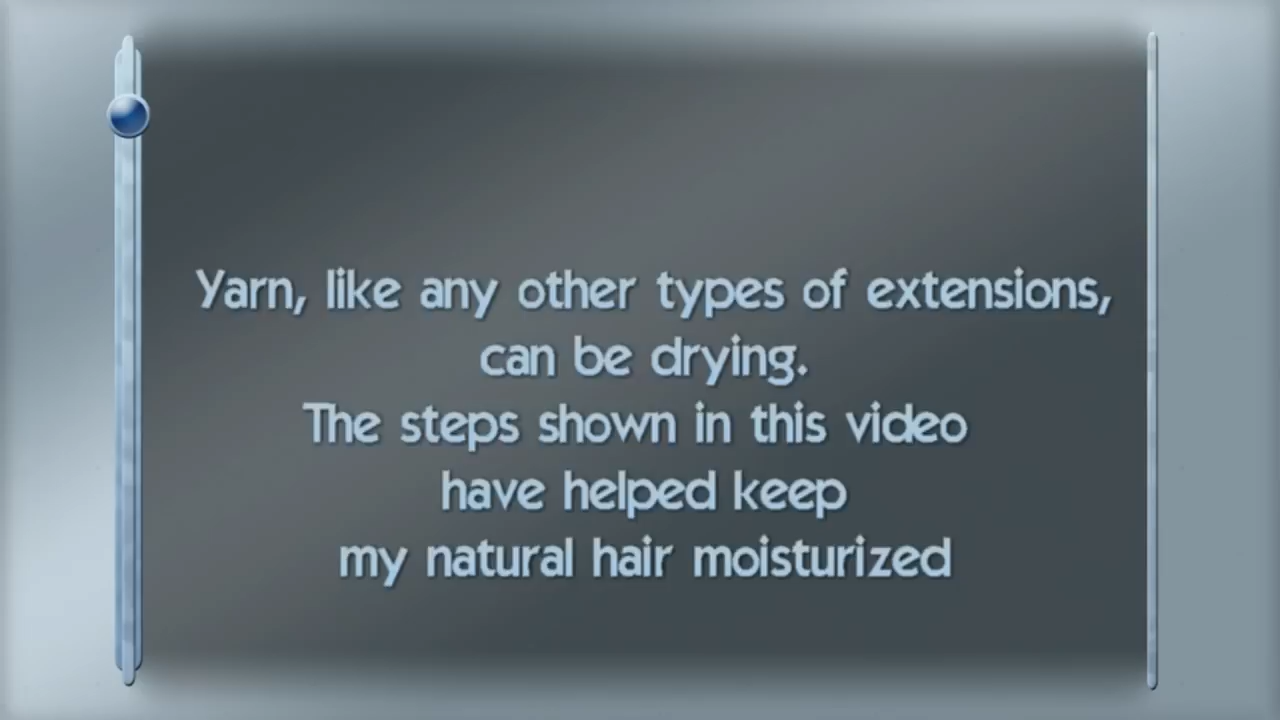 Yarn, like any other types of extensions,
can be drying.
The steps shown in this video
have helped keep
my natural hair moisturized